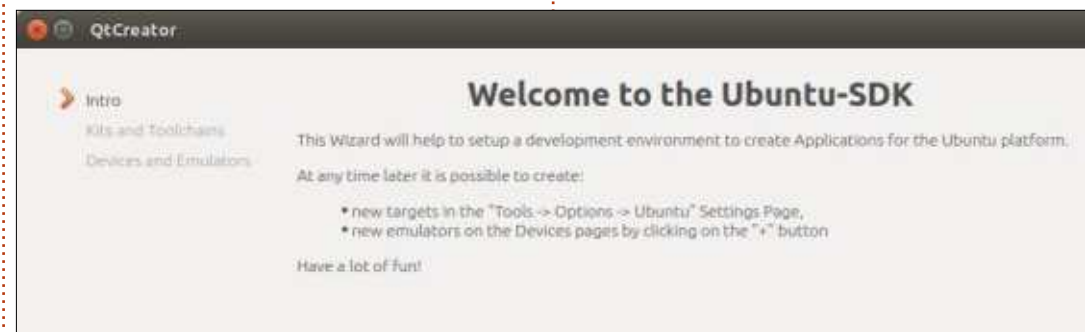 QtCreator
Intro
Kits and Toolchains
Devices and Emulators
Welcome to the Ubuntu-SDK
This Wizard will help to setup a development environment to create Applications for the Ubuntu platform.
At any time later it is possible to create:
• new targets in the "Tools -> Options -> Ubuntu" Settings Page,
• new emulators on the Devices pages by clicking on the "+" button
Have a lot of fun!